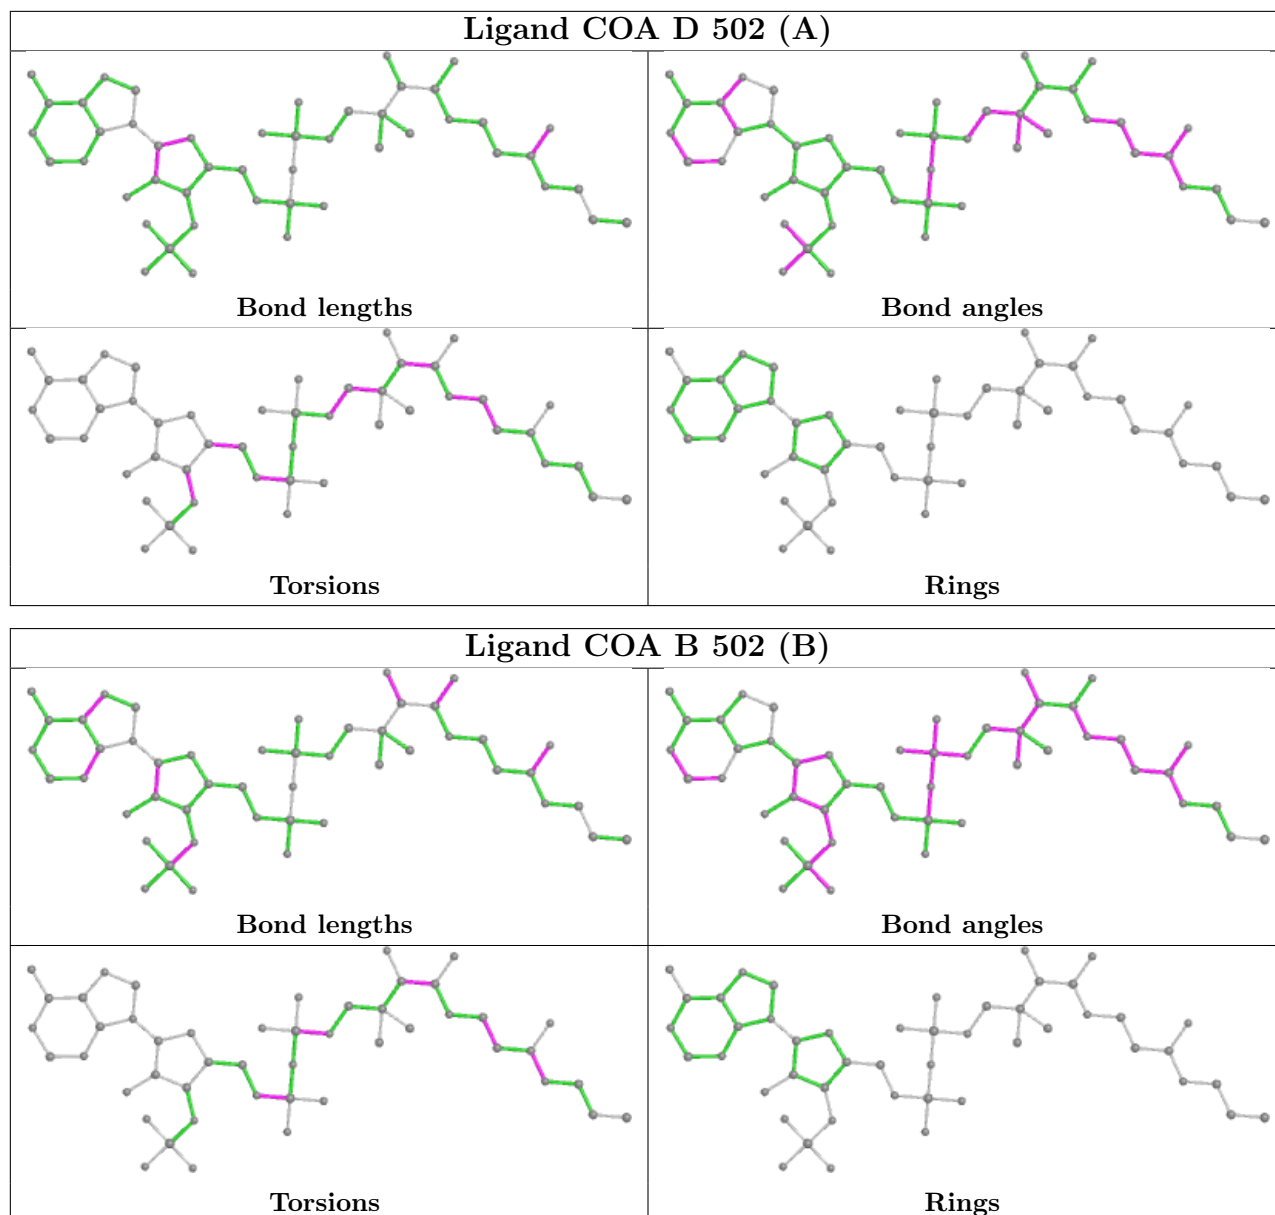 Ligand COA D 502 (A)
Bond lengths
Bond angles
Torsions
Rings
Ligand COA B 502 (B)
Bond lengths
Bond angles
Torsions
Rings